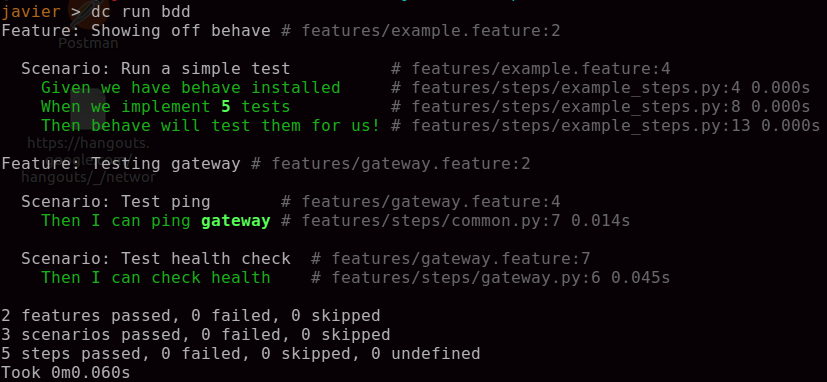 javier > dc run bdd
Feature: Showing off behave # features/example.feature:2
Postman
Scenario: Run a simple test # features/example.feature:4
Given we have behave installed # features/steps/example_steps.py:4 0.000s
When we implement 5 tests # features/steps/example_steps.py:8 0.000s
Then behave will test them for us! # features/steps/example_steps.py:13 0.000s
https://hangouts.
google.com/
hangouts/_/networ
Feature: Testing gateway # features/gateway.feature:2
Scenario: Test ping # features/gateway.feature:4
Then I can ping gateway # features/steps/common.py:7 0.014s
Scenario: Test health check # features/gateway.feature:7
Then I can check health # features/steps/gateway.py:6 0.045s
2 features passed, 0 failed, 0 skipped
3 scenarios passed, 0 failed, 0 skipped
5 steps passed, 0 failed, 0 skipped, 0 undefined
Took 0m0.060s